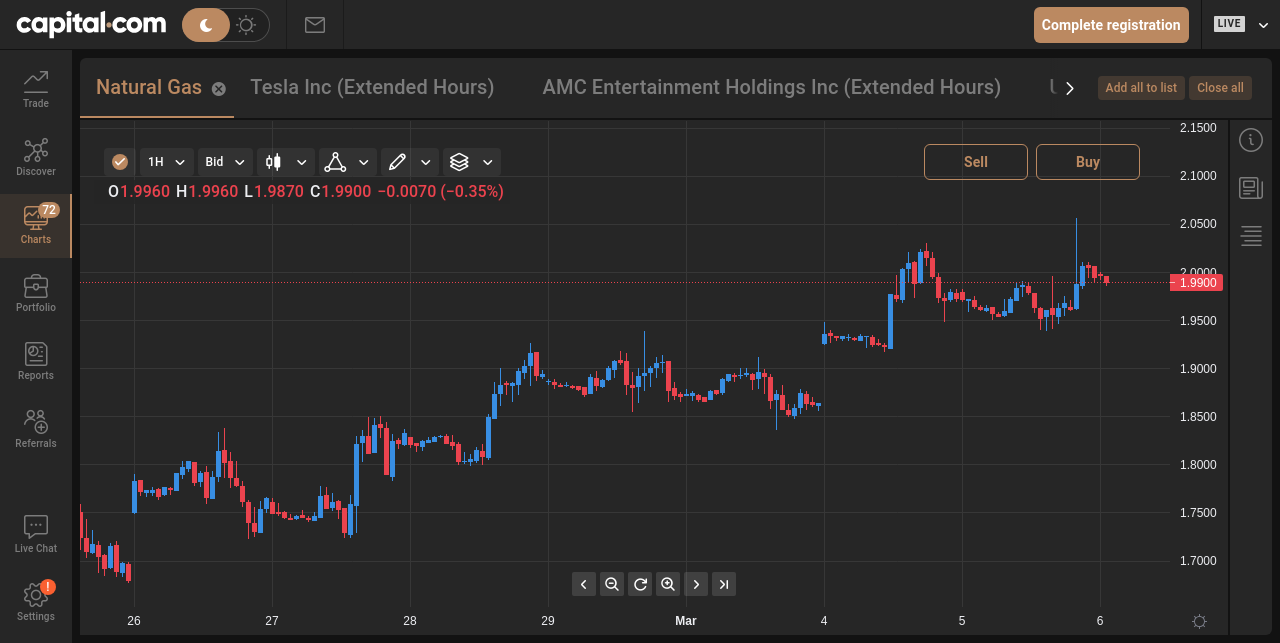 capital.com
Complete registration
LIVE
Trade
Discover
72
Charts
Portfolio
Reports
Referrals
Live Chat
!
Settings
Natural Gas
Tesla Inc (Extended Hours)
AMC Entertainment Holdings Inc (Extended Hours)
Add all to list
Close all
1H
Bid
Sell
Buy
O1.9960 H1.9960 L1.9870 C1.9900 −0.0070 (−0.35%)
2.1500
2.1000
2.0500
2.0000
1.9900
1.9500
1.9000
1.8500
1.8000
1.7500
1.7000
26
27
28
29
Mar
4
5
6